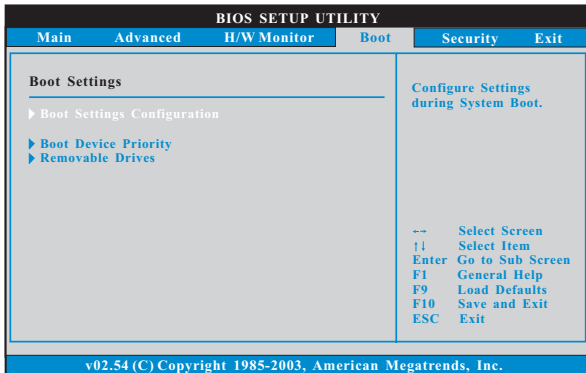 BIOS SETUP UTILITY
Main Advanced H/W Monitor Boot Security Exit
Boot Settings
Boot Settings Configuration
Boot Device Priority
Removable Drives
Configure Settings
during System Boot.
←→ Select Screen
↑↓ Select Item
Enter Go to Sub Screen
F1 General Help
F9 Load Defaults
F10 Save and Exit
ESC Exit
v02.54 (C) Copyright 1985-2003, American Megatrends, Inc.